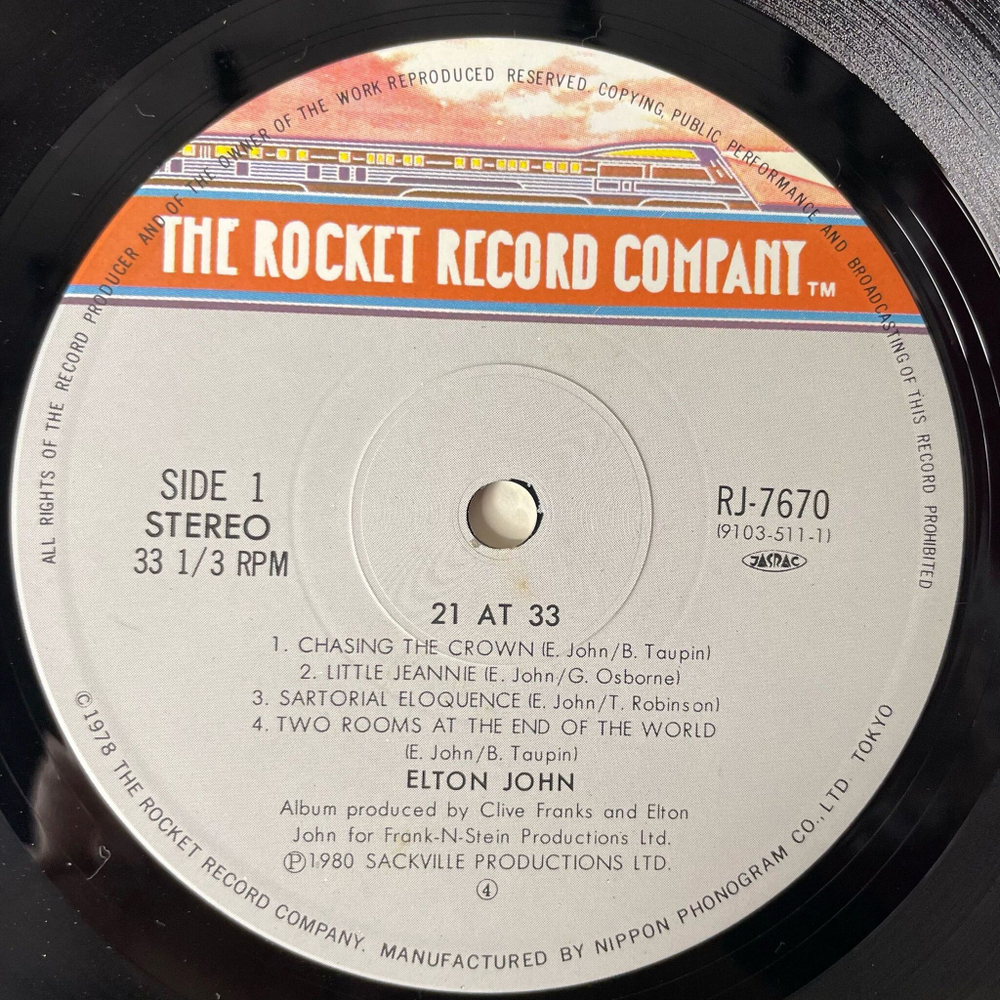 ALL RIGHTS OF THE RECORD PRODUCER AND OF THE OWNER OF THE WORK REPRODUCED RESERVED. COPYING, PUBLIC PERFORMANCE AND BROADCASTING OF THIS RECORD PROHIBITED
THE ROCKET RECORD COMPANY TM
SIDE 1
STEREO
33 1/3 RPM
RJ-7670
(9103-511-1)
JASRAC
21 AT 33
1. CHASING THE CROWN (E. John/B. Taupin)
2. LITTLE JEANNIE (E. John/G. Osborne)
3. SARTORIAL ELOQUENCE (E. John/T. Robinson)
4. TWO ROOMS AT THE END OF THE WORLD
(E. John/B. Taupin)
ELTON JOHN
Album produced by Clive Franks and Elton
John for Frank-N-Stein Productions Ltd.
Ⓟ1980 SACKVILLE PRODUCTIONS LTD.
④
©1978 THE ROCKET RECORD COMPANY. MANUFACTURED BY NIPPON PHONOGRAM CO., LTD. TOKYO